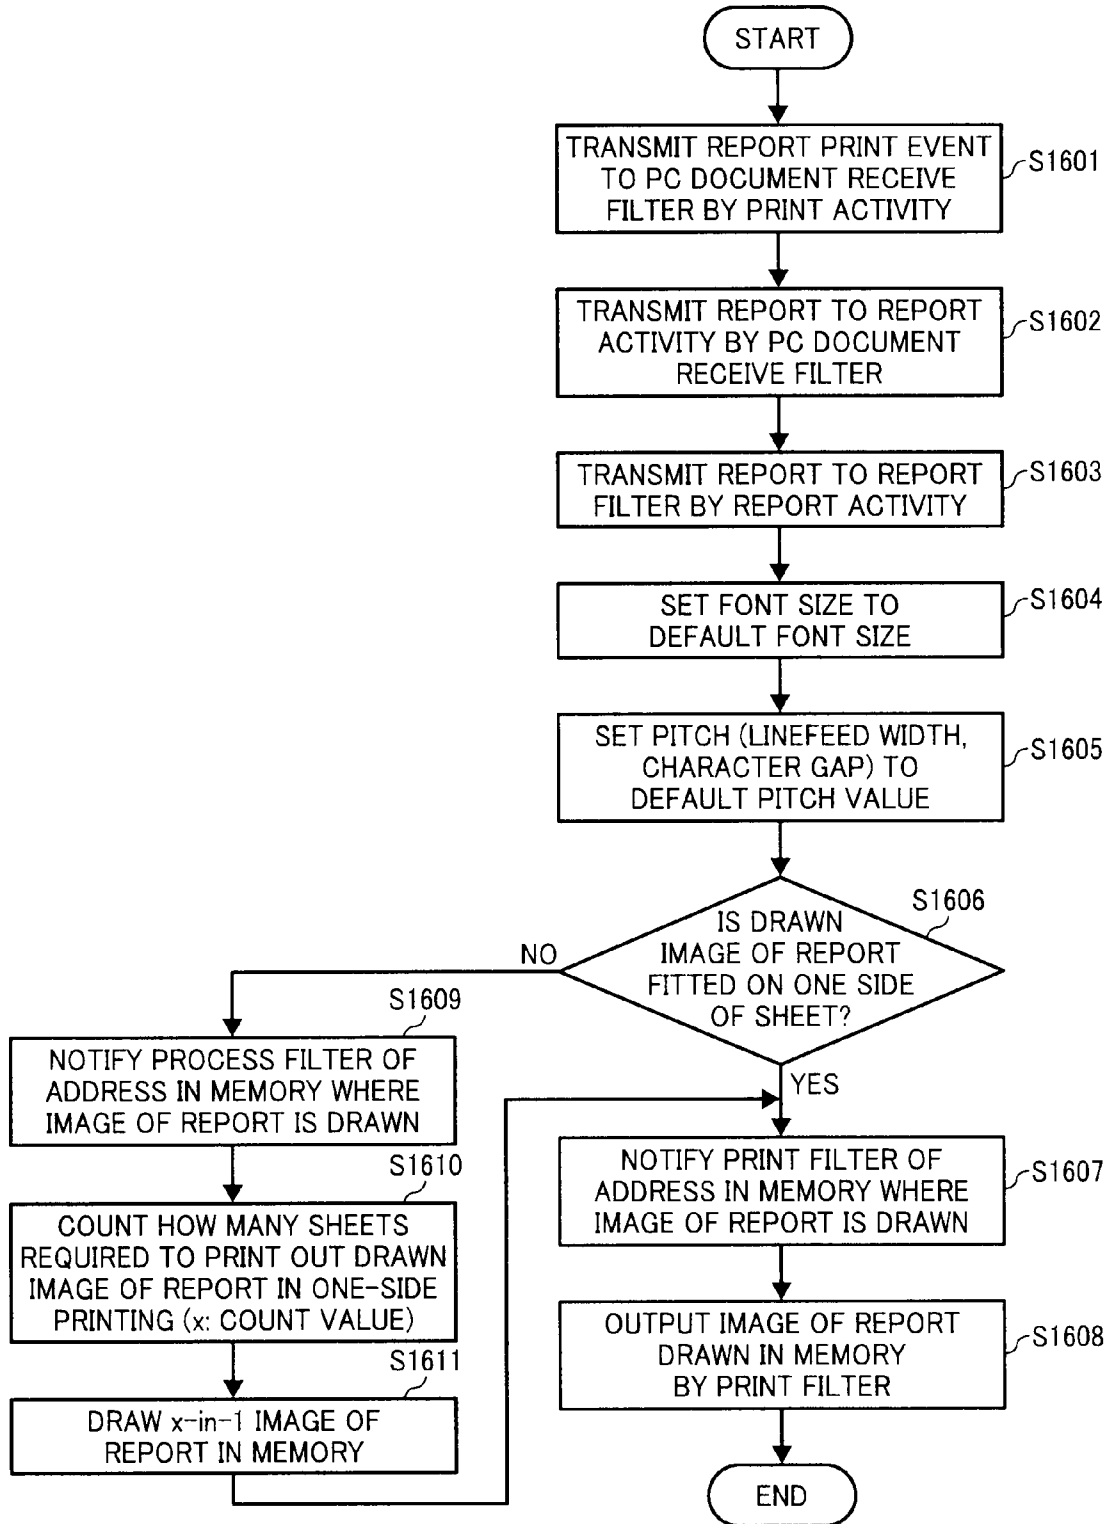 START
TRANSMIT REPORT PRINT EVENT
TO PC DOCUMENT RECEIVE
FILTER BY PRINT ACTIVITY
S1601
TRANSMIT REPORT TO REPORT
ACTIVITY BY PC DOCUMENT
RECEIVE FILTER
S1602
TRANSMIT REPORT TO REPORT
FILTER BY REPORT ACTIVITY
S1603
SET FONT SIZE TO
DEFAULT FONT SIZE
S1604
SET PITCH (LINEFEED WIDTH,
CHARACTER GAP) TO
DEFAULT PITCH VALUE
S1605
S1606
IS DRAWN
IMAGE OF REPORT
FITTED ON ONE SIDE
OF SHEET?
NO
YES
S1609
NOTIFY PROCESS FILTER OF
ADDRESS IN MEMORY WHERE
IMAGE OF REPORT IS DRAWN
S1610
COUNT HOW MANY SHEETS
REQUIRED TO PRINT OUT DRAWN
IMAGE OF REPORT IN ONE-SIDE
PRINTING (x: COUNT VALUE)
S1611
DRAW x-in-1 IMAGE OF
REPORT IN MEMORY
NOTIFY PRINT FILTER OF
ADDRESS IN MEMORY WHERE
IMAGE OF REPORT IS DRAWN
S1607
OUTPUT IMAGE OF REPORT
DRAWN IN MEMORY
BY PRINT FILTER
S1608
END